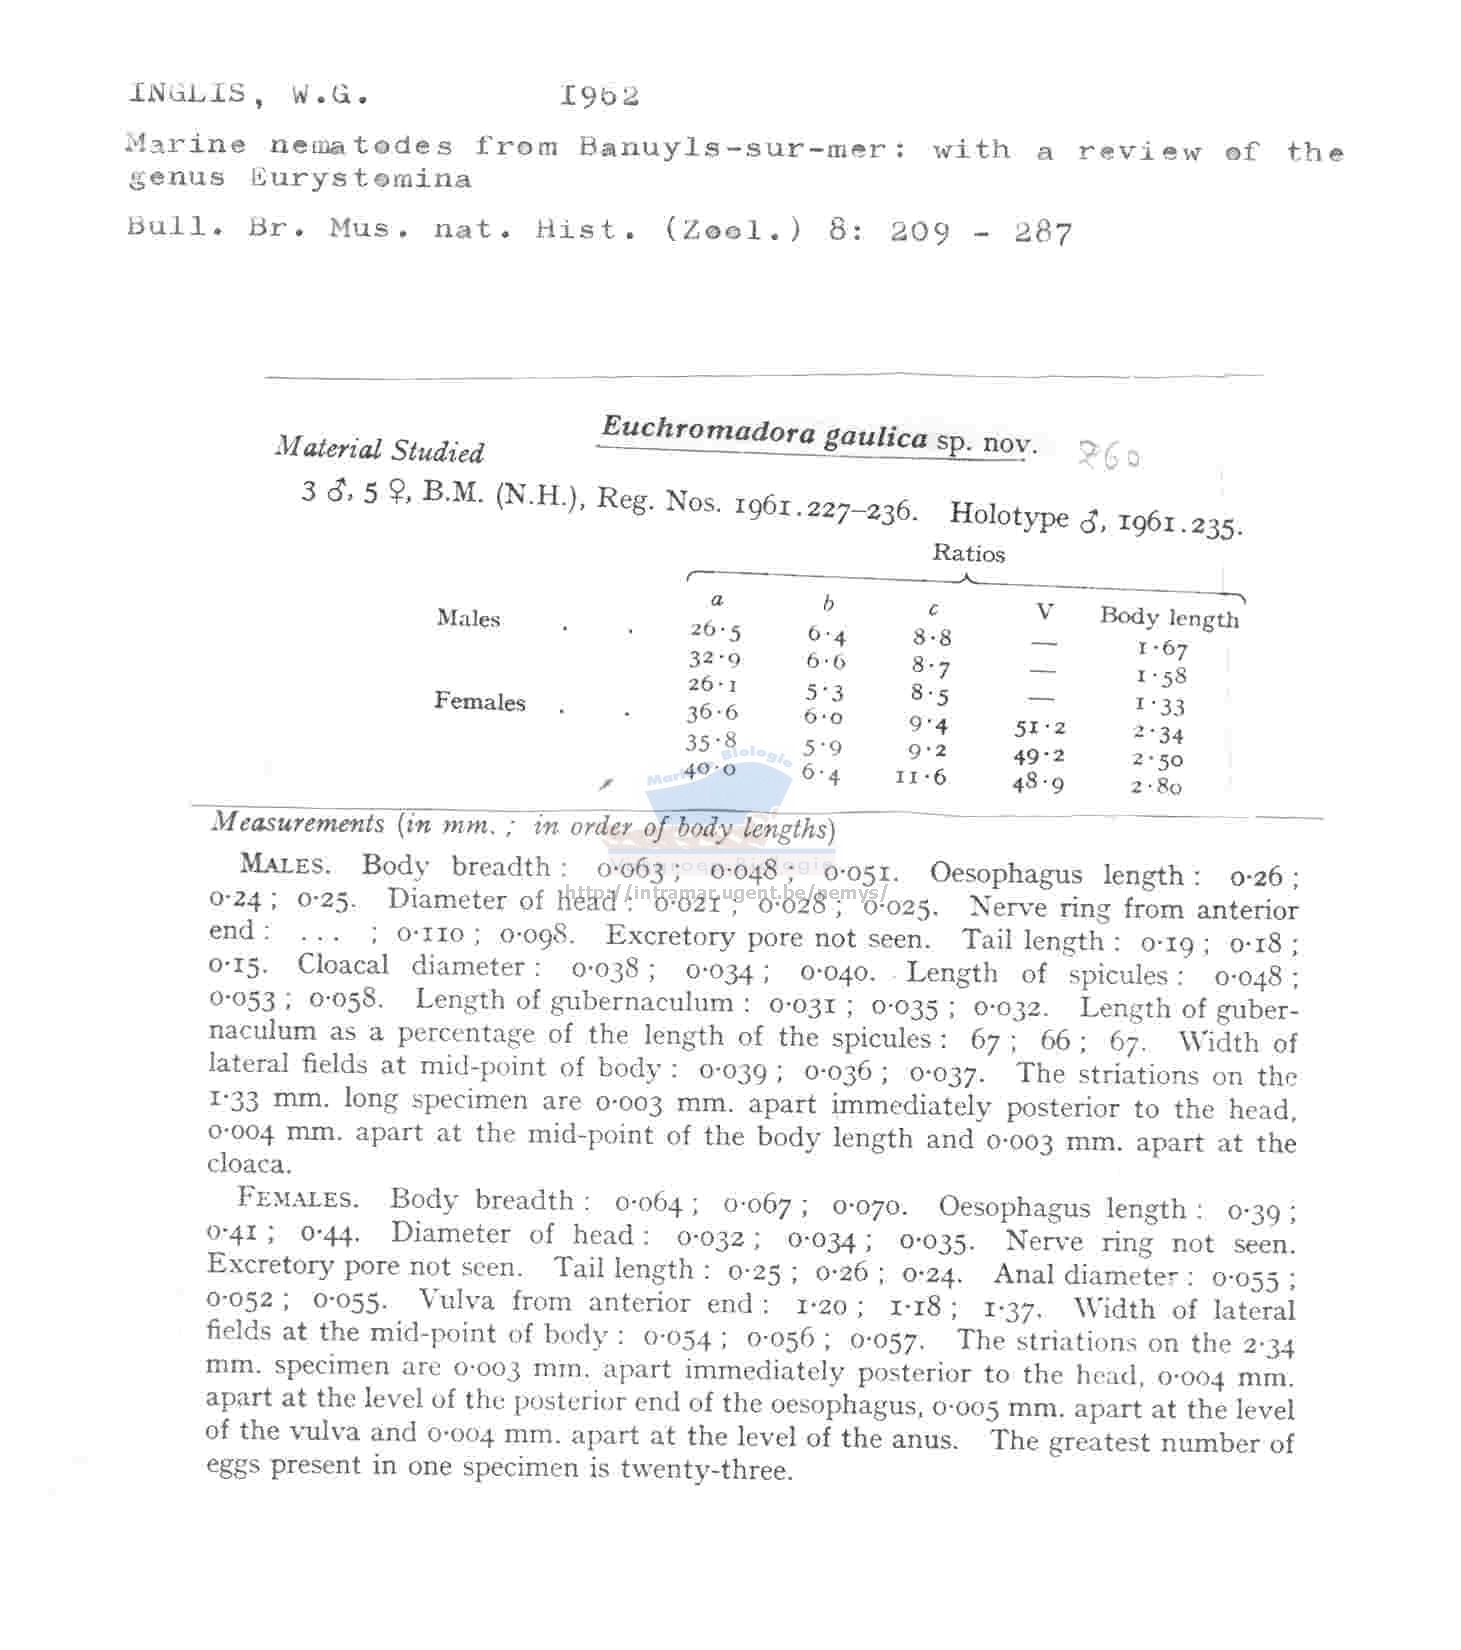 INGLIS, W.G. 1962
Marine nematodes from Banuyls-sur-mer: with a review of the
genus Eurystomina
Bull. Br. Mus. nat. Hist. (Zool.) 8: 209 - 287
Euchromadora gaulica sp. nov. 260
Material Studied
3 ♂, 5 ♀, B.M. (N.H.), Reg. Nos. 1961.227–236. Holotype ♂, 1961.235.
Ratios
a b c V Body length
Males . . 26·5 6·4 8·8 — 1·67
32·9 6·6 8·7 — 1·58
26·1 5·3 8·5 — 1·33
Females . . 36·6 6·0 9·4 51·2 2·34
35·8 5·9 9·2 49·2 2·50
40·0 6·4 11·6 48·9 2·80
Marine Biologie
Measurements (in mm. ; in order of body lengths)
Vakgroep Biologie
http://intramar.ugent.be/nemys/
MALES. Body breadth : 0·063 ; 0·048 ; 0·051. Oesophagus length : 0·26 ;
0·24 ; 0·25. Diameter of head : 0·021 ; 0·028 ; 0·025. Nerve ring from anterior
end : ... ; 0·110 ; 0·098. Excretory pore not seen. Tail length : 0·19 ; 0·18 ;
0·15. Cloacal diameter : 0·038 ; 0·034 ; 0·040. Length of spicules : 0·048 ;
0·053 ; 0·058. Length of gubernaculum : 0·031 ; 0·035 ; 0·032. Length of guber-
naculum as a percentage of the length of the spicules : 67 ; 66 ; 67. Width of
lateral fields at mid-point of body : 0·039 ; 0·036 ; 0·037. The striations on the
1·33 mm. long specimen are 0·003 mm. apart immediately posterior to the head,
0·004 mm. apart at the mid-point of the body length and 0·003 mm. apart at the
cloaca.
FEMALES. Body breadth : 0·064 ; 0·067 ; 0·070. Oesophagus length : 0·39 ;
0·41 ; 0·44. Diameter of head : 0·032 ; 0·034 ; 0·035. Nerve ring not seen.
Excretory pore not seen. Tail length : 0·25 ; 0·26 ; 0·24. Anal diameter : 0·055 ;
0·052 ; 0·055. Vulva from anterior end : 1·20 ; 1·18 ; 1·37. Width of lateral
fields at the mid-point of body : 0·054 ; 0·056 ; 0·057. The striations on the 2·34
mm. specimen are 0·003 mm. apart immediately posterior to the head, 0·004 mm.
apart at the level of the posterior end of the oesophagus, 0·005 mm. apart at the level
of the vulva and 0·004 mm. apart at the level of the anus. The greatest number of
eggs present in one specimen is twenty-three.